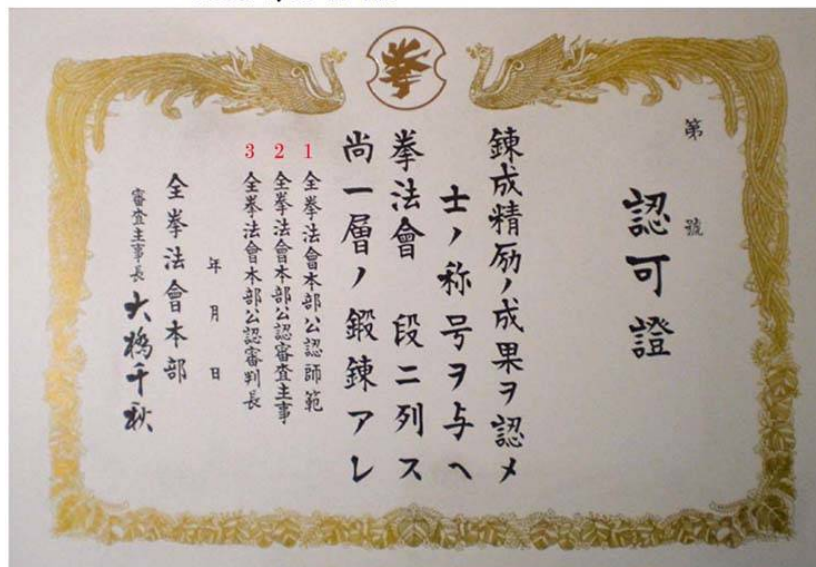 拳
第　號
認可證
錬成精励ノ成果ヲ認メ
士ノ称号ヲ与ヘ
拳法會　段ニ列ス
尚一層ノ鍛錬アレ
1 全拳法會本部公認師範
2 全拳法會本部公認審査主事
3 全拳法會本部公認審判長
年　月　日
全拳法會本部
審査主事長 大橋千秋